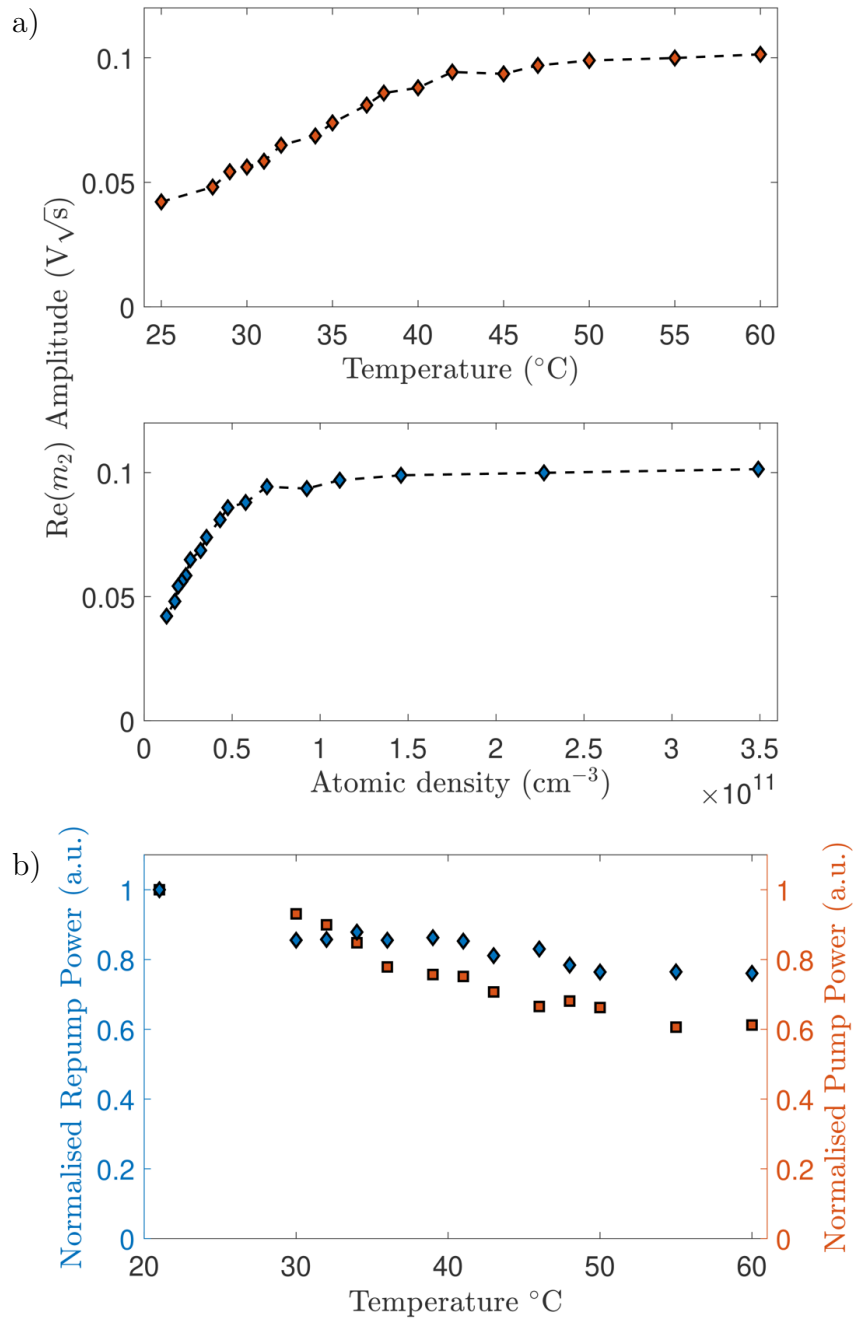 a)
Re(m₂) Amplitude (V√s)
0.1
0.05
0
25 30 35 40 45 50 55 60
Temperature (°C)
0.1
0.05
0
0 0.5 1 1.5 2 2.5 3 3.5
Atomic density (cm⁻³)
×10¹¹
b)
Normalised Repump Power (a.u.)
1
0.8
0.6
0.4
0.2
0
Normalised Pump Power (a.u.)
1
0.8
0.6
0.4
0.2
0
20 30 40 50 60
Temperature °C